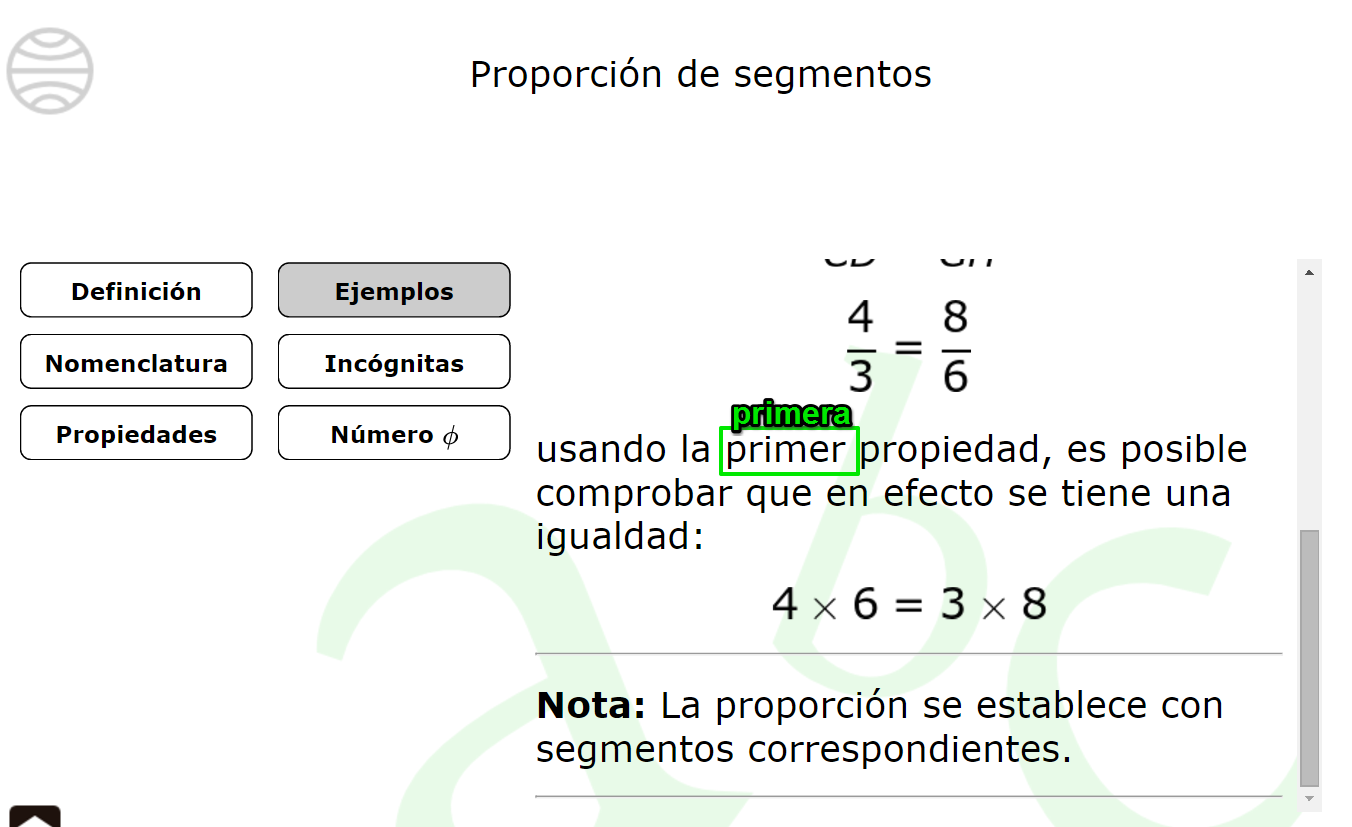 Proporción de segmentos
Definición
Ejemplos
Nomenclatura
Incógnitas
Propiedades
Número ϕ
4/3 = 8/6
primera
usando la primer propiedad, es posible
comprobar que en efecto se tiene una
igualdad:
4 × 6 = 3 × 8
Nota: La proporción se establece con
segmentos correspondientes.
abc